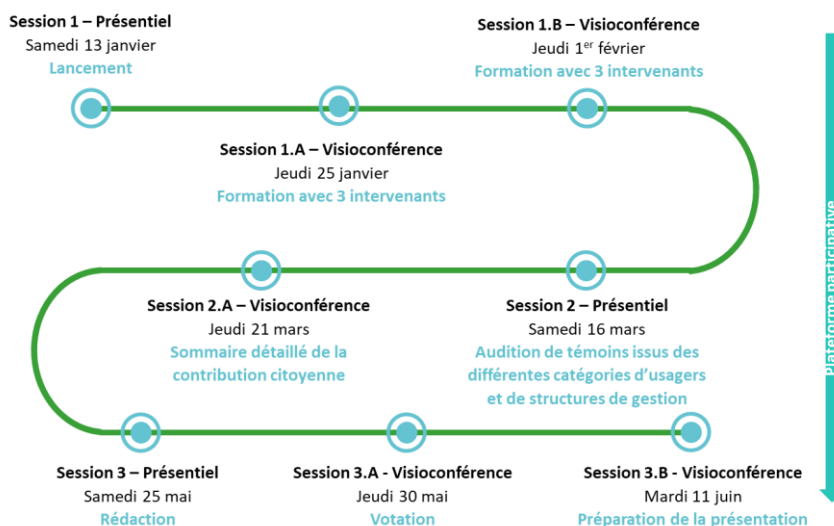 Session 1 – Présentiel
Samedi 13 janvier
Lancement
Session 1.A – Visioconférence
Jeudi 25 janvier
Formation avec 3 intervenants
Session 1.B – Visioconférence
Jeudi 1er février
Formation avec 3 intervenants
Session 2 – Présentiel
Samedi 16 mars
Audition de témoins issus des
différentes catégories d’usagers
et de structures de gestion
Session 2.A – Visioconférence
Jeudi 21 mars
Sommaire détaillé de la
contribution citoyenne
Session 3 – Présentiel
Samedi 25 mai
Rédaction
Session 3.A - Visioconférence
Jeudi 30 mai
Votation
Session 3.B - Visioconférence
Mardi 11 juin
Préparation de la présentation
Plateforme participative